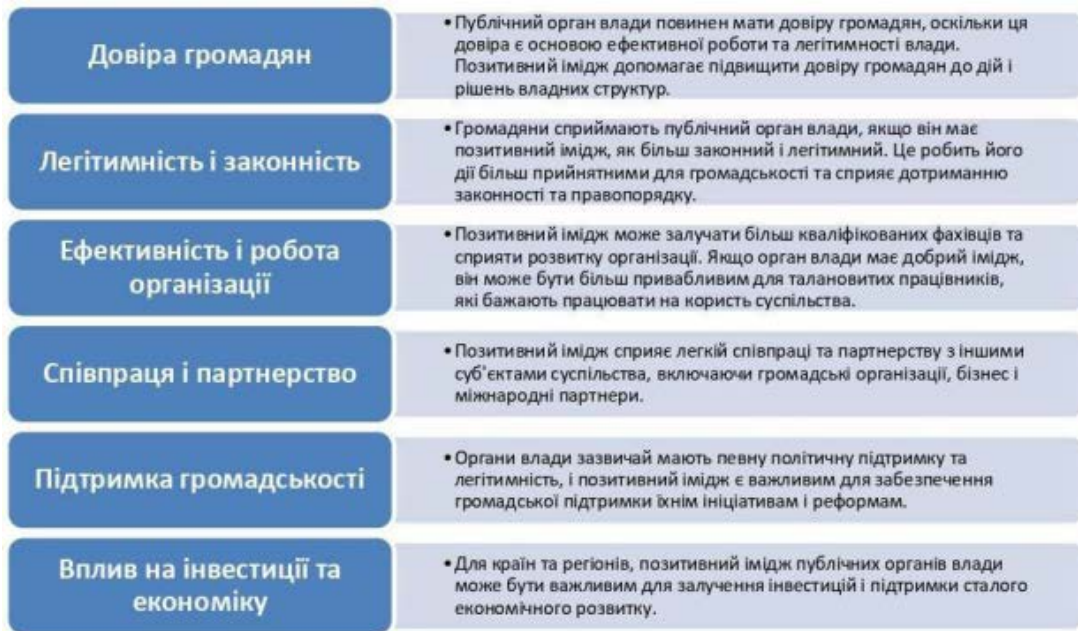 Довіра громадян
• Публічний орган влади повинен мати довіру громадян, оскільки ця
довіра є основою ефективної роботи та легітимності влади.
Позитивний імідж допомагає підвищити довіру громадян до дій і
рішень владних структур.
Легітимність і законність
• Громадяни сприймають публічний орган влади, якщо він має
позитивний імідж, як більш законний і легітимний. Це робить його
дії більш прийнятними для громадськості та сприяє дотриманню
законності та правопорядку.
Ефективність і робота
організації
• Позитивний імідж може залучати більш кваліфікованих фахівців та
сприяти розвитку організації. Якщо орган влади має добрий імідж,
він може бути більш привабливим для талановитих працівників,
які бажають працювати на користь суспільства.
Співпраця і партнерство
• Позитивний імідж сприяє легкій співпраці та партнерству з іншими
суб'єктами суспільства, включаючи громадські організації, бізнес і
міжнародні партнери.
Підтримка громадськості
• Органи влади зазвичай мають певну політичну підтримку та
легітимність, і позитивний імідж є важливим для забезпечення
громадської підтримки їхнім ініціативам і реформам.
Вплив на інвестиції та
економіку
• Для країн та регіонів, позитивний імідж публічних органів влади
може бути важливим для залучення інвестицій і підтримки сталого
економічного розвитку.